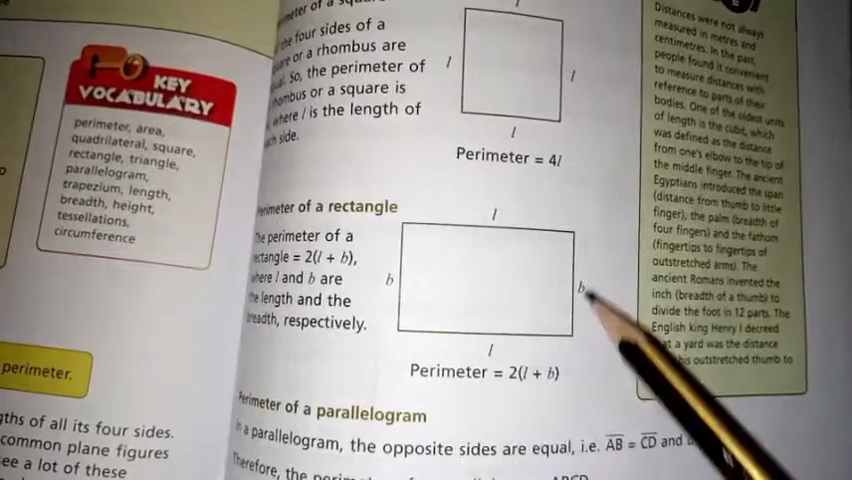 KEY
VOCABULARY
perimeter, area,
quadrilateral, square,
rectangle, triangle,
parallelogram,
trapezium, length,
breadth, height,
tessellations,
circumference
perimeter.
of all its four sides.
common plane figures
a lot of these
the four sides of a
or a rhombus are
So, the perimeter of
or a square is
where l is the length of
side.
l
l
l
Perimeter = 4l
of a rectangle
perimeter of a
= 2(l + b),
l and b are
length and the
respectively.
l
b
b
l
Perimeter = 2(l + b)
Perimeter of a parallelogram
a parallelogram, the opposite sides are equal, i.e. AB = CD and
Therefore, the
Distances were not always
measured in metres and
centimetres. In the past,
people found it convenient
to measure distances with
reference to parts of their
bodies. One of the oldest units
of length is the cubit, which
was defined as the distance
from one's elbow to the tip of
the middle finger. The ancient
Egyptians introduced the span
(distance from thumb to little
finger), the palm (breadth of
four fingers) and the fathom
(fingertips to fingertips of
outstretched arms). The
ancient Romans invented the
inch (breadth of a thumb) to
divide the foot in 12 parts. The
English king Henry I decreed
a yard was the distance
outstretched thumb to